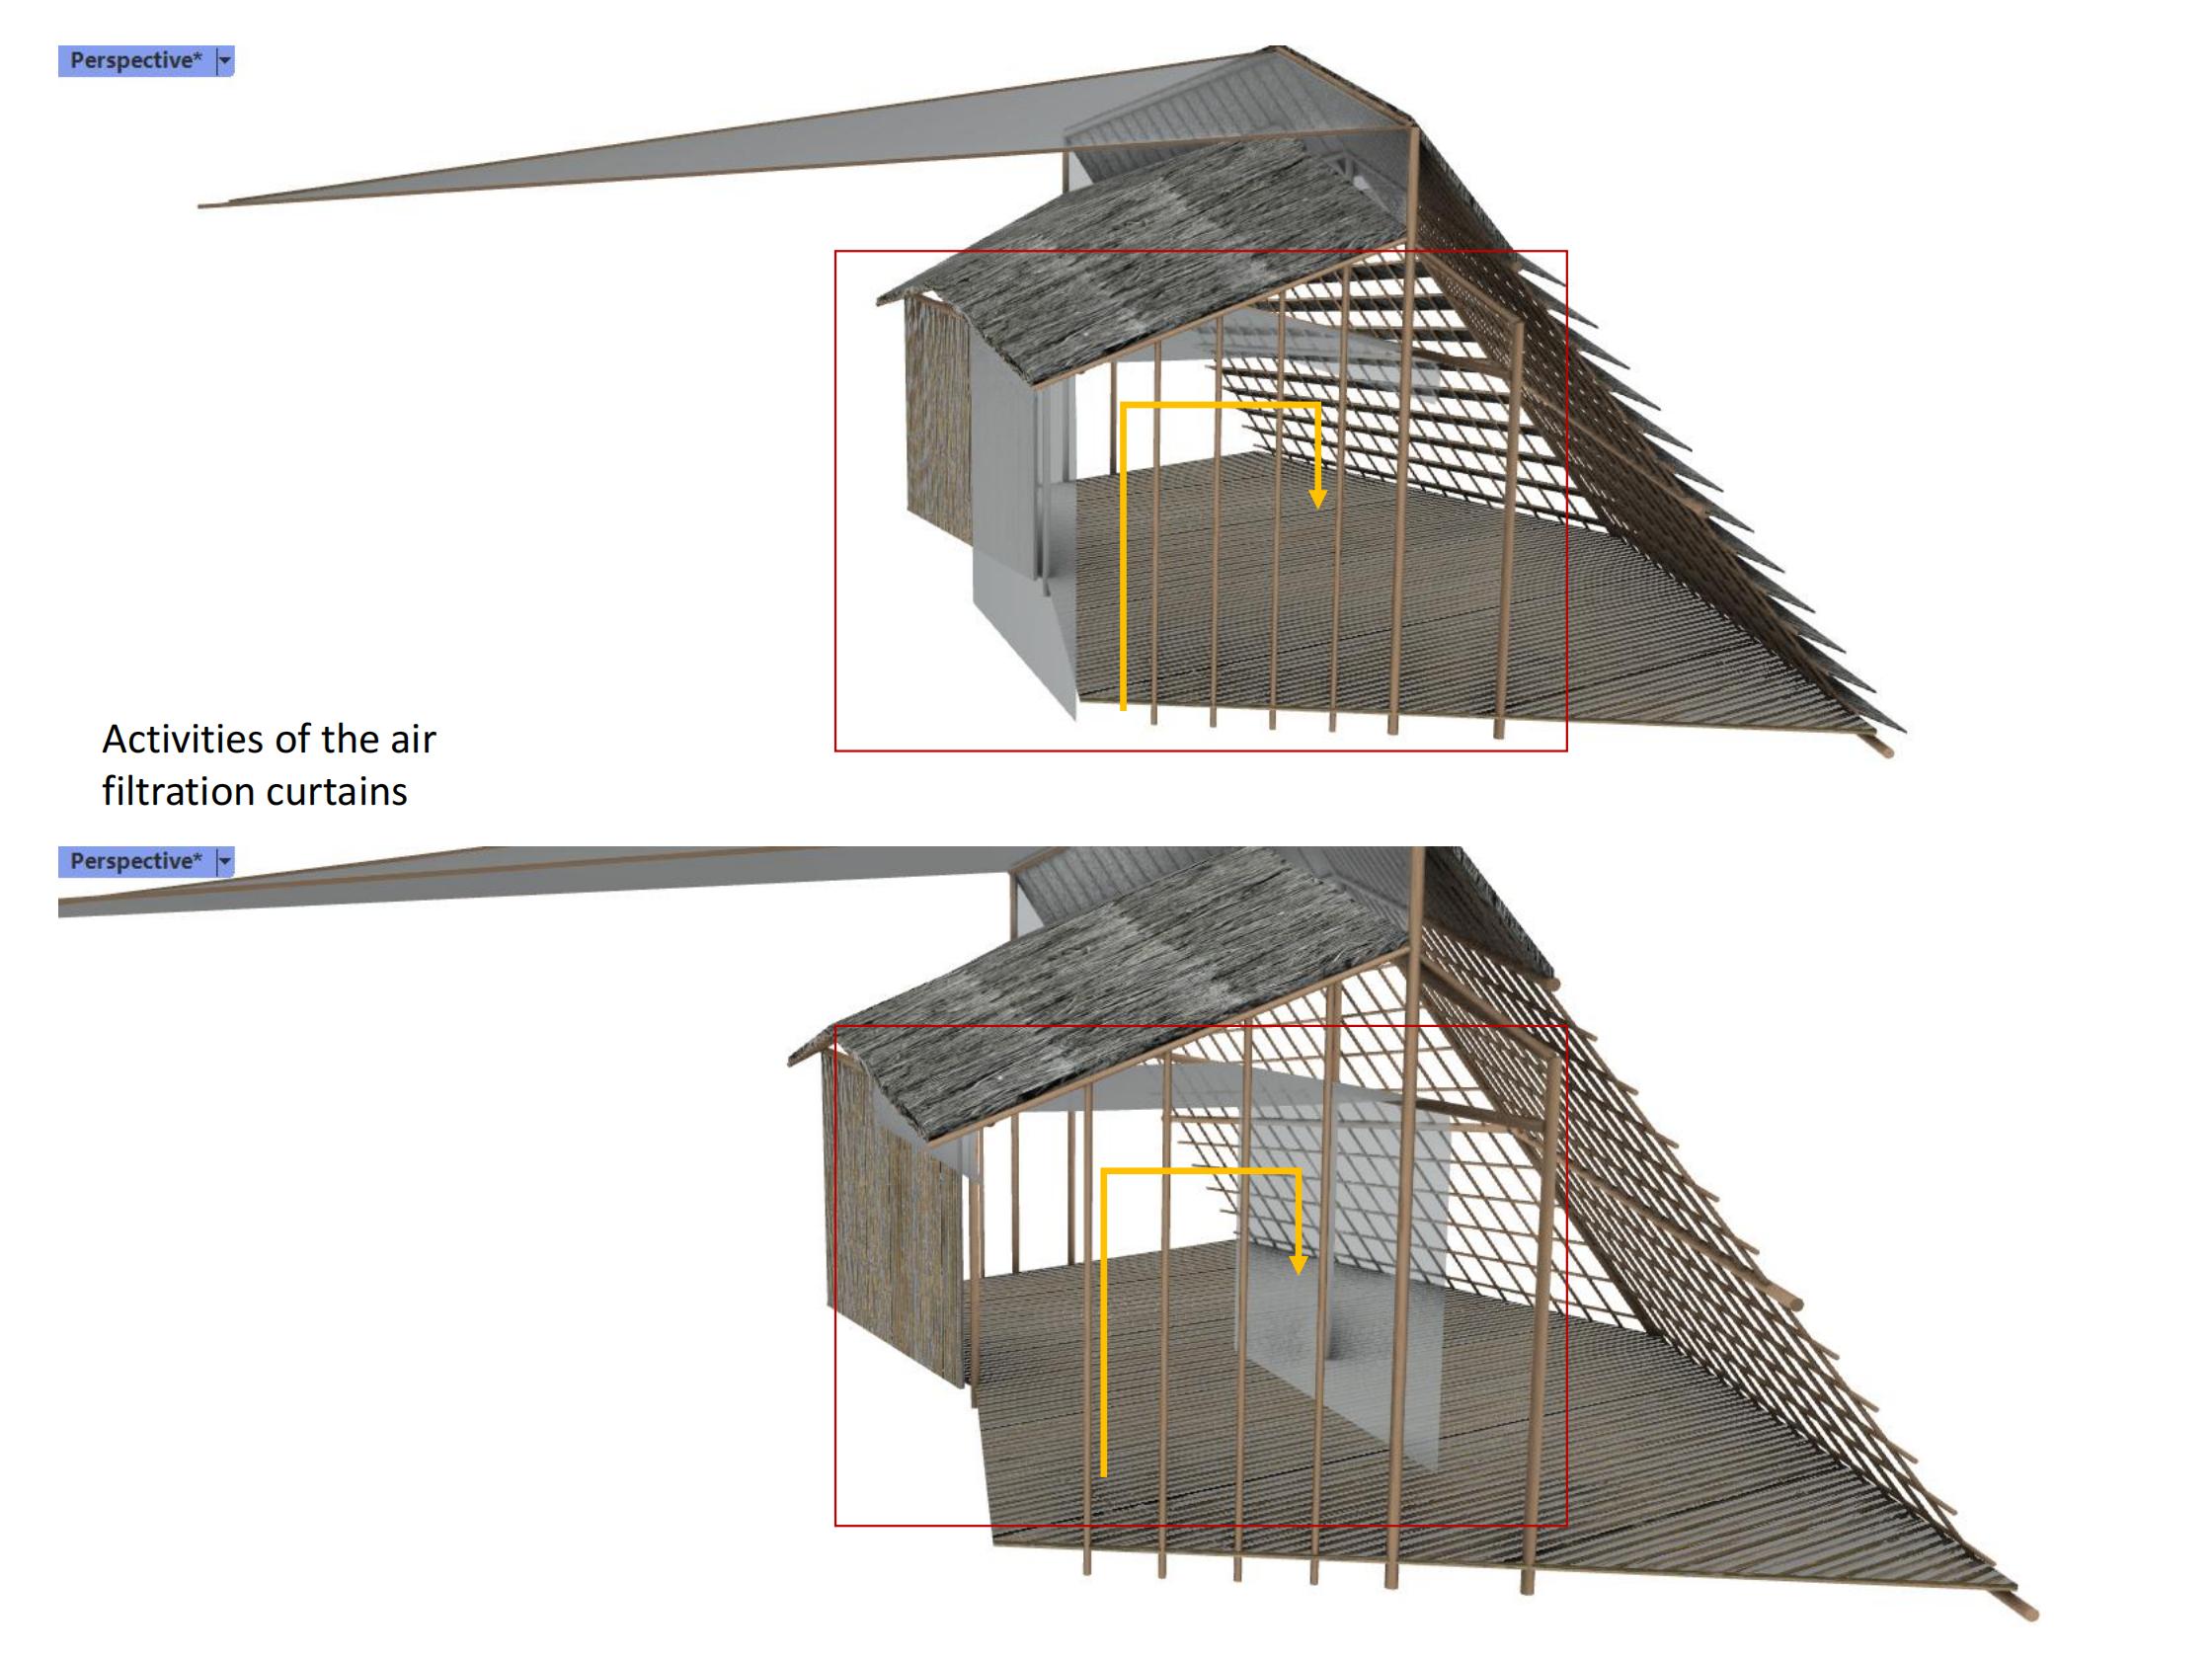 Perspective*
Activities of the air
filtration curtains
Perspective*